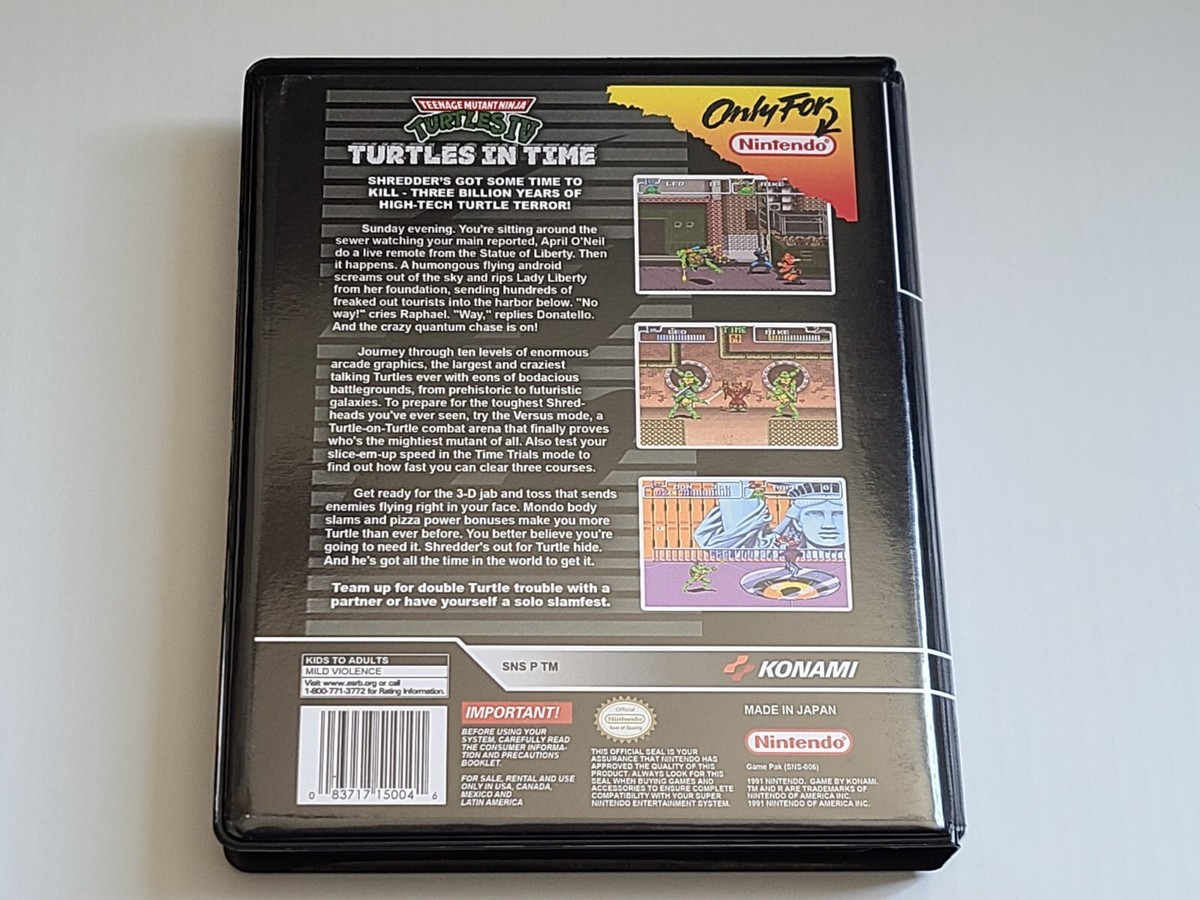 TEENAGE MUTANT NINJA
TURTLES IV
TURTLES IN TIME
Only For
Nintendo
SHREDDER'S GOT SOME TIME TO
KILL - THREE BILLION YEARS OF
HIGH-TECH TURTLE TERROR!
Sunday evening. You're sitting around the
sewer watching your main reported, April O'Neil
do a live remote from the Statue of Liberty. Then
it happens. A humongous flying android
screams out of the sky and rips Lady Liberty
from her foundation, sending hundreds of
freaked out tourists into the harbor below. "No
way!" cries Raphael. "Way," replies Donatello.
And the crazy quantum chase is on!
Journey through ten levels of enormous
arcade graphics, the largest and craziest
talking Turtles ever with eons of bodacious
battlegrounds, from prehistoric to futuristic
galaxies. To prepare for the toughest Shred-
heads you've ever seen, try the Versus mode, a
Turtle-on-Turtle combat arena that finally proves
who's the mightiest mutant of all. Also test your
slice-em-up speed in the Time Trials mode to
find out how fast you can clear three courses.
Get ready for the 3-D jab and toss that sends
enemies flying right in your face. Mondo body
slams and pizza power bonuses make you more
Turtle than ever before. You better believe you're
going to need it. Shredder's out for Turtle hide.
And he's got all the time in the world to get it.
Team up for double Turtle trouble with a
partner or have yourself a solo slamfest.
LEO MIKE
LEO TIME MIKE
60
KIDS TO ADULTS
MILD VIOLENCE
Visit www.esrb.org or call
1-800-771-3772 for Rating Information.
SNS P TM
KONAMI
0 83717 15004 6
IMPORTANT!
BEFORE USING YOUR
SYSTEM, CAREFULLY READ
THE CONSUMER INFORMA-
TION AND PRECAUTIONS
BOOKLET.
FOR SALE, RENTAL AND USE
ONLY IN USA, CANADA,
MEXICO AND
LATIN AMERICA
Official
Nintendo
Seal of Quality
THIS OFFICIAL SEAL IS YOUR
ASSURANCE THAT NINTENDO HAS
APPROVED THE QUALITY OF THIS
PRODUCT. ALWAYS LOOK FOR THIS
SEAL WHEN BUYING GAMES AND
ACCESSORIES TO ENSURE COMPLETE
COMPATIBILITY WITH YOUR SUPER
NINTENDO ENTERTAINMENT SYSTEM.
MADE IN JAPAN
Nintendo
Game Pak (SNS-006)
1991 NINTENDO. GAME BY KONAMI.
TM AND R ARE TRADEMARKS OF
NINTENDO OF AMERICA INC.
1991 NINTENDO OF AMERICA INC.